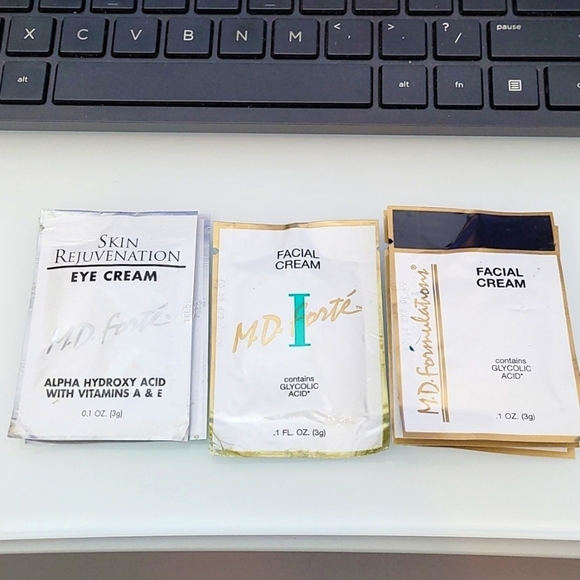 X C V B N M < , > . ? / pause
alt alt fn
SKIN
REJUVENATION
EYE CREAM
M.D. Forté.
ALPHA HYDROXY ACID
WITH VITAMINS A & E
0.1 OZ. (3g)
FACIAL
CREAM
I
M.D. Forté.
contains
GLYCOLIC
ACID*
.1 FL. OZ. (3g)
M.D. Formulations®
FACIAL
CREAM
contains
GLYCOLIC
ACID*
.1 OZ. (3g)